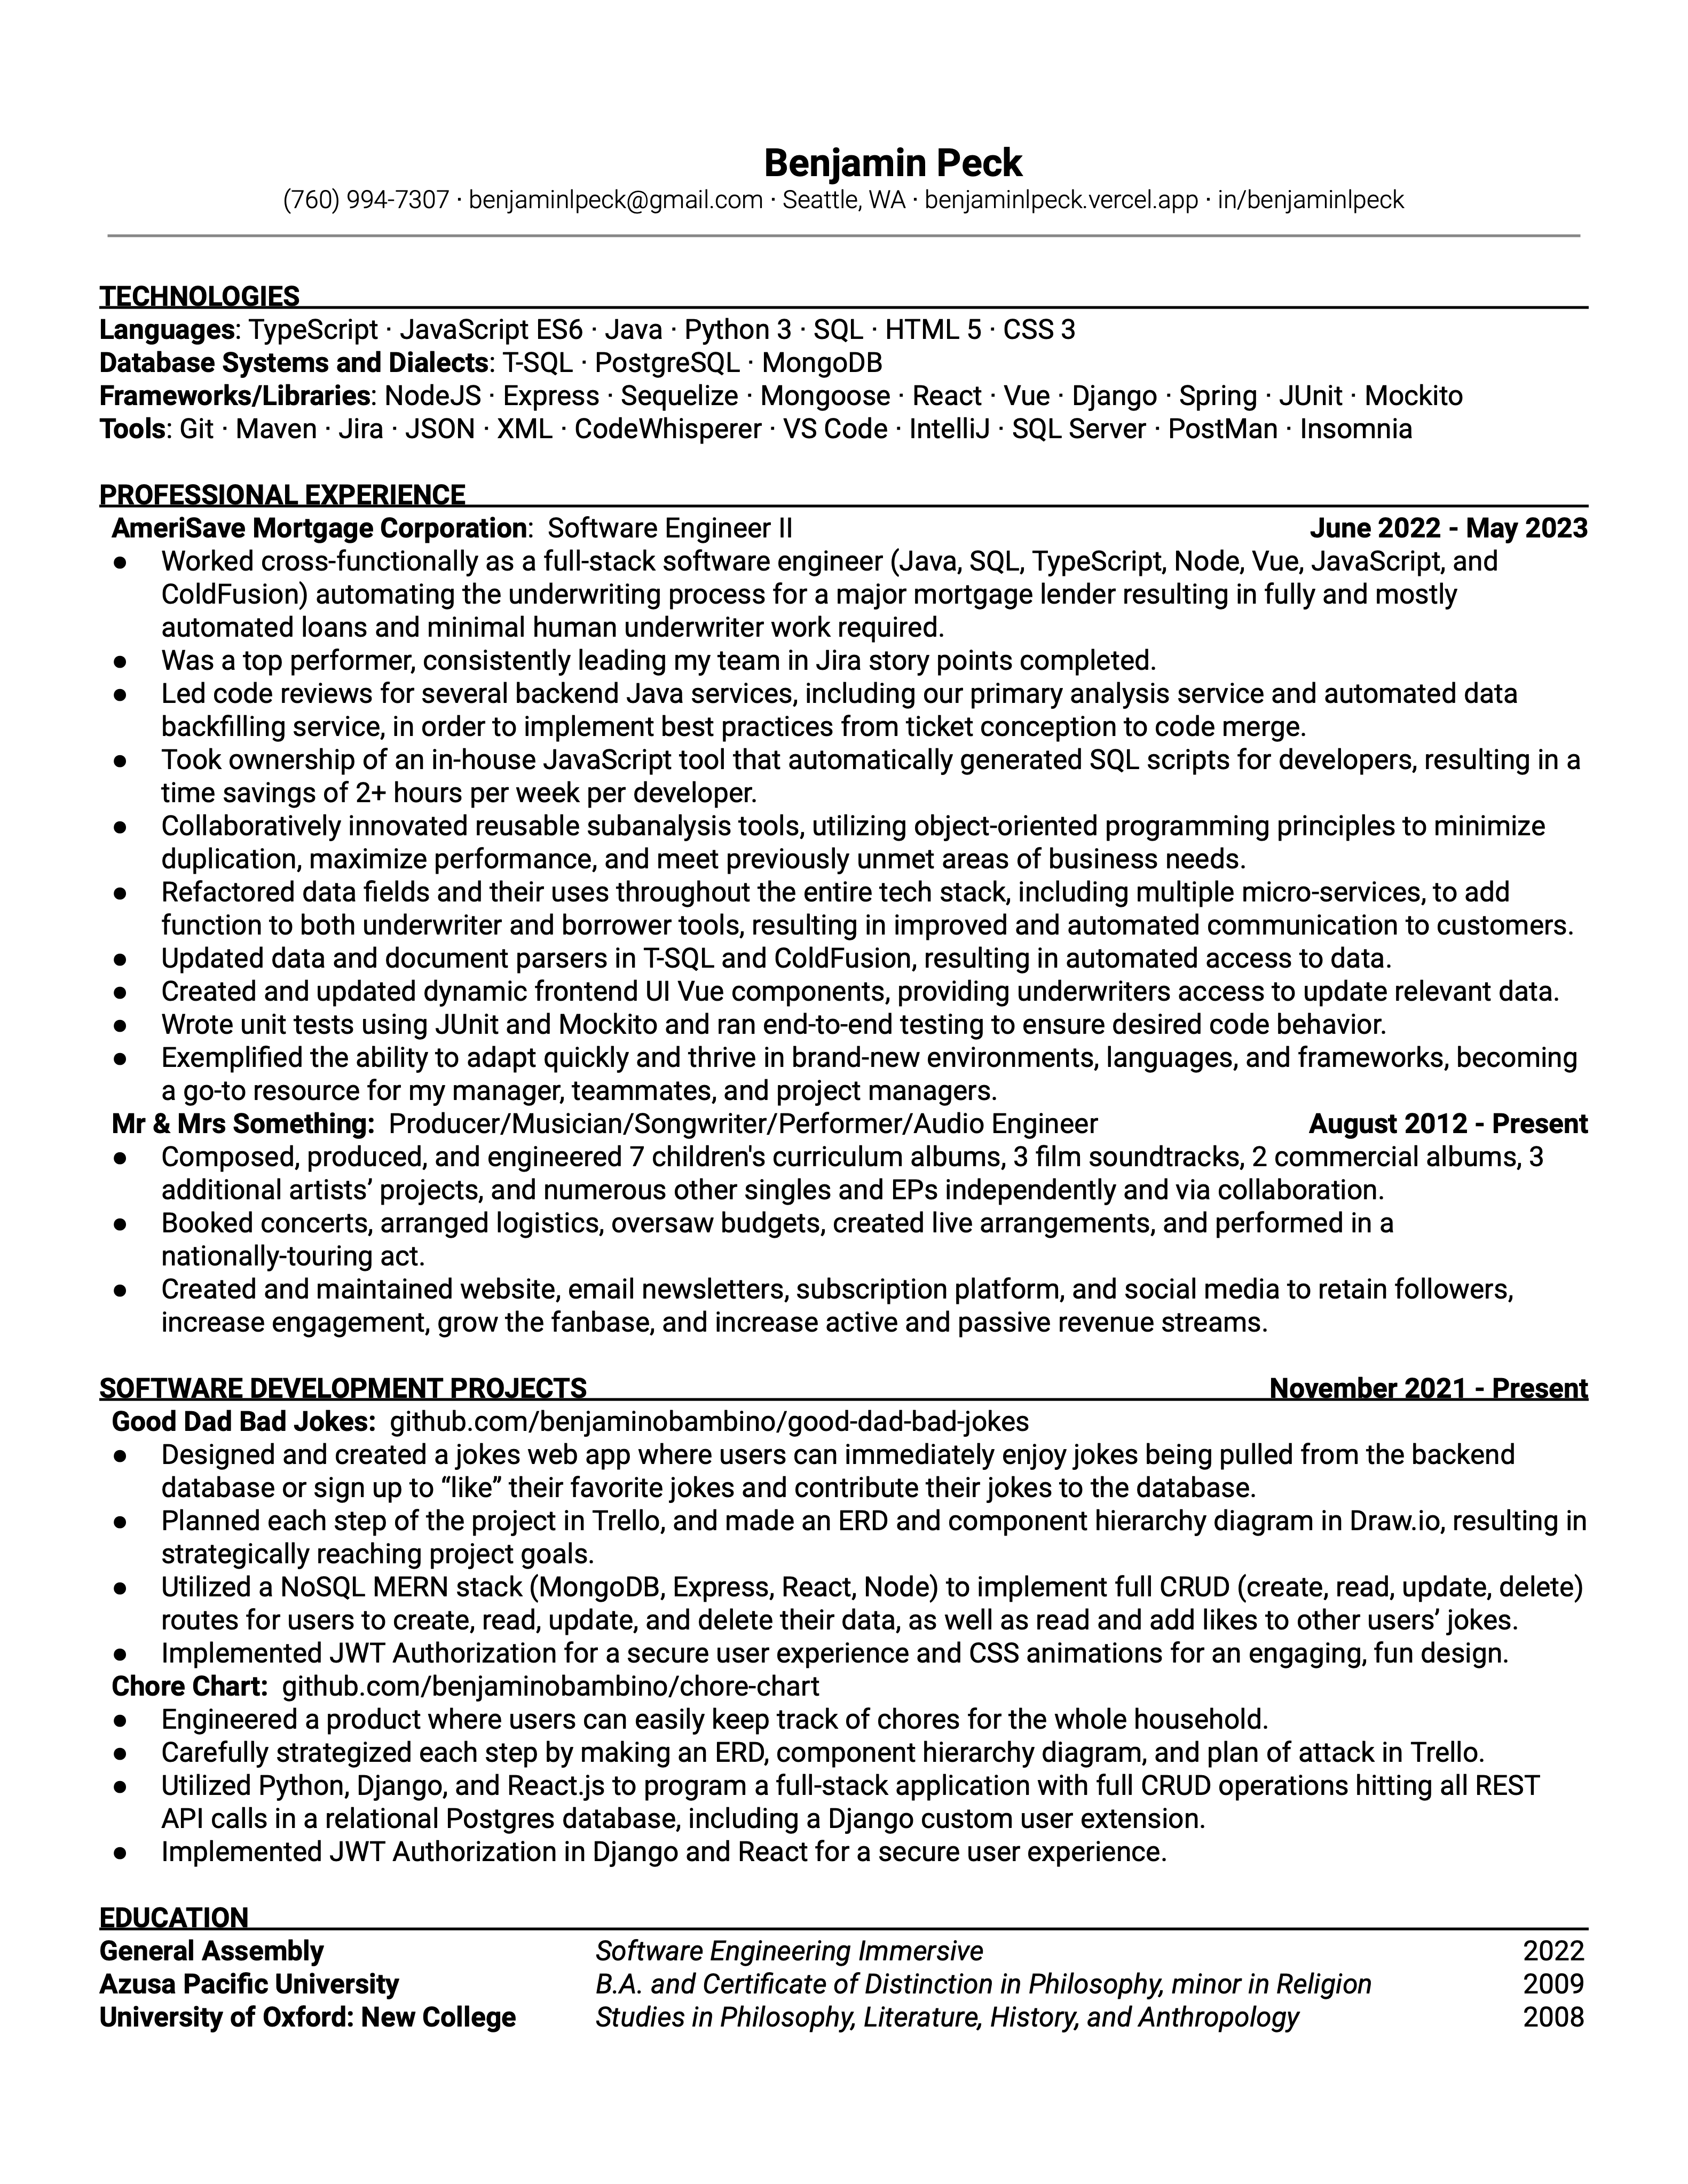 Benjamin Peck
(760) 994-7307 · benjaminlpeck@gmail.com · Seattle, WA · benjaminlpeck.vercel.app · in/benjaminlpeck
TECHNOLOGIES
Languages: TypeScript · JavaScript ES6 · Java · Python 3 · SQL · HTML 5 · CSS 3
Database Systems and Dialects: T-SQL · PostgreSQL · MongoDB
Frameworks/Libraries: NodeJS · Express · Sequelize · Mongoose · React · Vue · Django · Spring · JUnit · Mockito
Tools: Git · Maven · Jira · JSON · XML · CodeWhisperer · VS Code · IntelliJ · SQL Server · PostMan · Insomnia
PROFESSIONAL EXPERIENCE
AmeriSave Mortgage Corporation: Software Engineer II June 2022 - May 2023
● Worked cross-functionally as a full-stack software engineer (Java, SQL, TypeScript, Node, Vue, JavaScript, and
ColdFusion) automating the underwriting process for a major mortgage lender resulting in fully and mostly
automated loans and minimal human underwriter work required.
● Was a top performer, consistently leading my team in Jira story points completed.
● Led code reviews for several backend Java services, including our primary analysis service and automated data
backfilling service, in order to implement best practices from ticket conception to code merge.
● Took ownership of an in-house JavaScript tool that automatically generated SQL scripts for developers, resulting in a
time savings of 2+ hours per week per developer.
● Collaboratively innovated reusable subanalysis tools, utilizing object-oriented programming principles to minimize
duplication, maximize performance, and meet previously unmet areas of business needs.
● Refactored data fields and their uses throughout the entire tech stack, including multiple micro-services, to add
function to both underwriter and borrower tools, resulting in improved and automated communication to customers.
● Updated data and document parsers in T-SQL and ColdFusion, resulting in automated access to data.
● Created and updated dynamic frontend UI Vue components, providing underwriters access to update relevant data.
● Wrote unit tests using JUnit and Mockito and ran end-to-end testing to ensure desired code behavior.
● Exemplified the ability to adapt quickly and thrive in brand-new environments, languages, and frameworks, becoming
a go-to resource for my manager, teammates, and project managers.
Mr & Mrs Something: Producer/Musician/Songwriter/Performer/Audio Engineer August 2012 - Present
● Composed, produced, and engineered 7 children's curriculum albums, 3 film soundtracks, 2 commercial albums, 3
additional artists’ projects, and numerous other singles and EPs independently and via collaboration.
● Booked concerts, arranged logistics, oversaw budgets, created live arrangements, and performed in a
nationally-touring act.
● Created and maintained website, email newsletters, subscription platform, and social media to retain followers,
increase engagement, grow the fanbase, and increase active and passive revenue streams.
SOFTWARE DEVELOPMENT PROJECTS November 2021 - Present
Good Dad Bad Jokes: github.com/benjaminobambino/good-dad-bad-jokes
● Designed and created a jokes web app where users can immediately enjoy jokes being pulled from the backend
database or sign up to “like” their favorite jokes and contribute their jokes to the database.
● Planned each step of the project in Trello, and made an ERD and component hierarchy diagram in Draw.io, resulting in
strategically reaching project goals.
● Utilized a NoSQL MERN stack (MongoDB, Express, React, Node) to implement full CRUD (create, read, update, delete)
routes for users to create, read, update, and delete their data, as well as read and add likes to other users’ jokes.
● Implemented JWT Authorization for a secure user experience and CSS animations for an engaging, fun design.
Chore Chart: github.com/benjaminobambino/chore-chart
● Engineered a product where users can easily keep track of chores for the whole household.
● Carefully strategized each step by making an ERD, component hierarchy diagram, and plan of attack in Trello.
● Utilized Python, Django, and React.js to program a full-stack application with full CRUD operations hitting all REST
API calls in a relational Postgres database, including a Django custom user extension.
● Implemented JWT Authorization in Django and React for a secure user experience.
EDUCATION
General Assembly Software Engineering Immersive 2022
Azusa Pacific University B.A. and Certificate of Distinction in Philosophy, minor in Religion 2009
University of Oxford: New College Studies in Philosophy, Literature, History, and Anthropology 2008